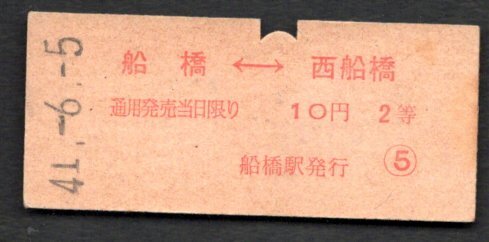 41.-6.-5
船橋 ←→ 西船橋
通用発売当日限り 10円 2等
船橋駅発行 ⑤